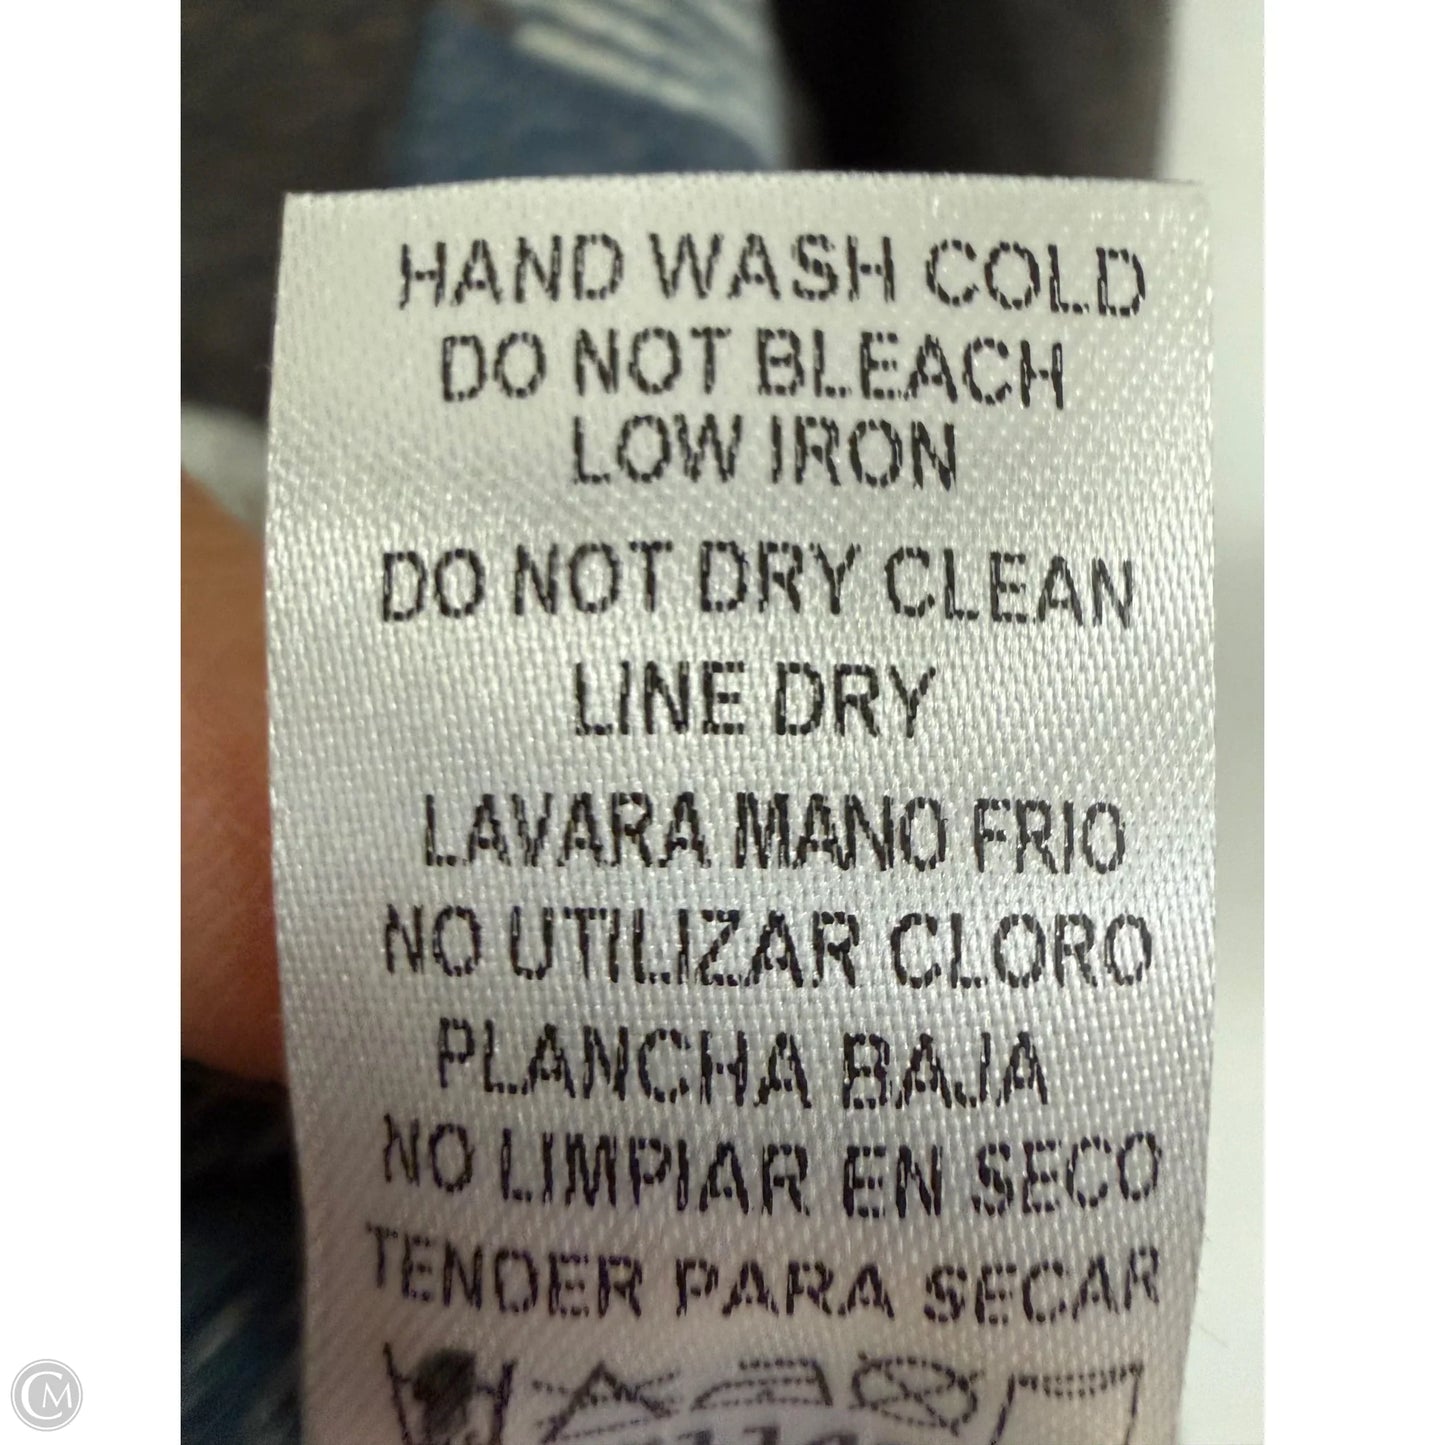 HAND WASH COLD
DO NOT BLEACH
LOW IRON
DO NOT DRY CLEAN
LINE DRY
LAVARA MANO FRIO
NO UTILIZAR CLORO
PLANCHA BAJA
NO LIMPIAR EN SECO
TENDER PARA SECAR
CM